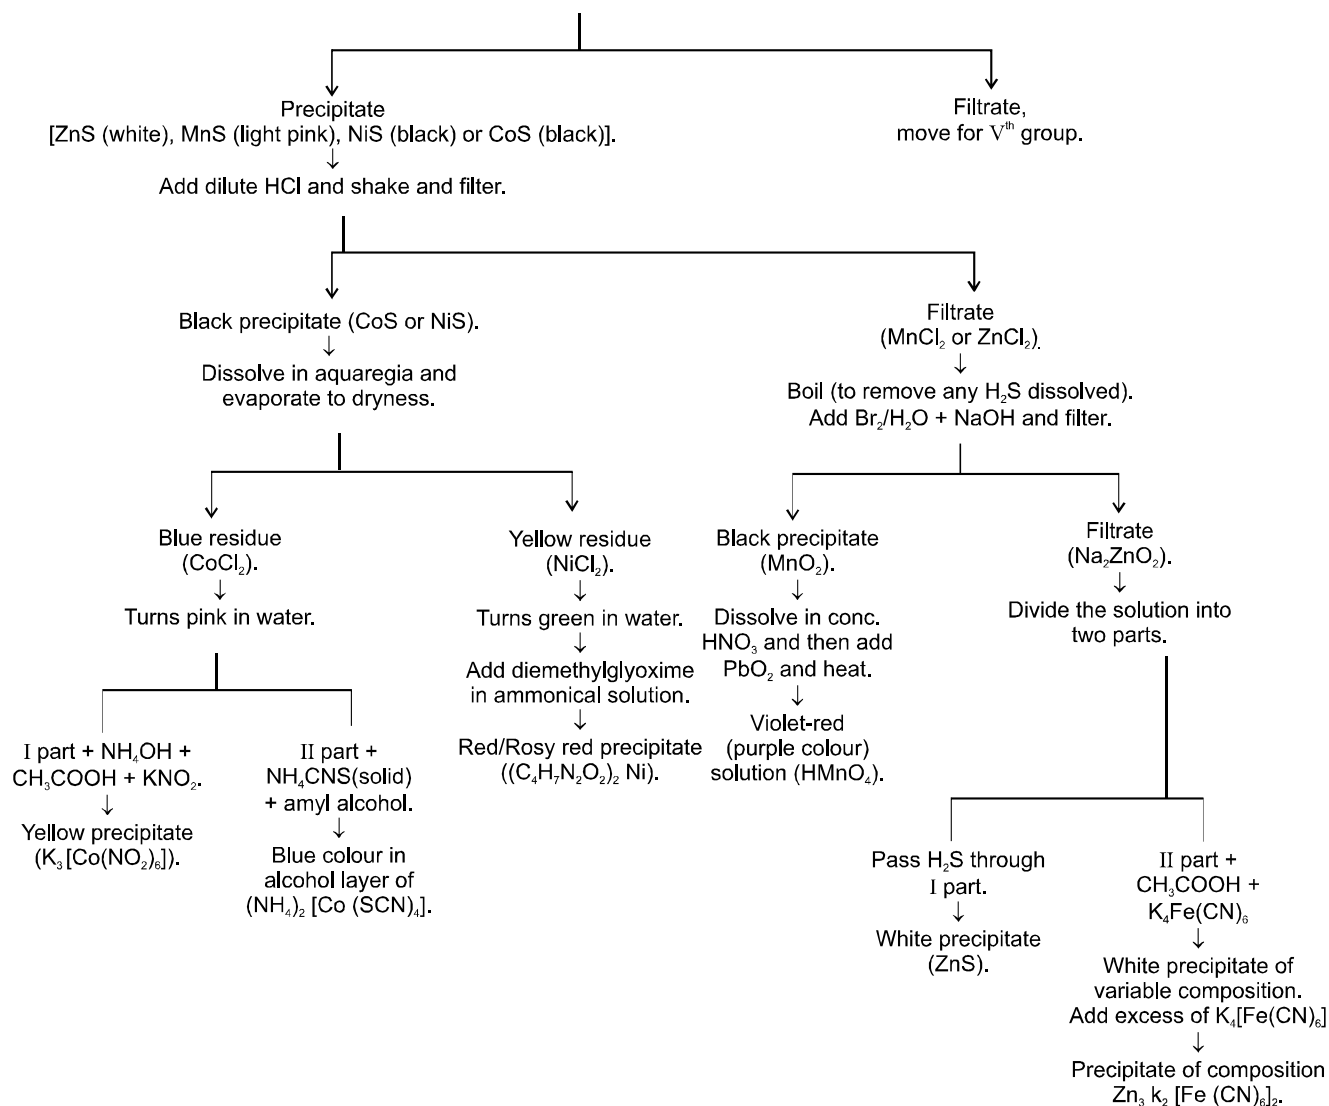 Precipitate
[ZnS (white), MnS (light pink), NiS (black) or CoS (black)].
↓
Add dilute HCl and shake and filter.
Filtrate,
move for Vth group.
Black precipitate (CoS or NiS).
↓
Dissolve in aquaregia and
evaporate to dryness.
Filtrate
(MnCl₂ or ZnCl₂).
↓
Boil (to remove any H₂S dissolved).
Add Br₂/H₂O + NaOH and filter.
Blue residue
(CoCl₂).
↓
Turns pink in water.
Yellow residue
(NiCl₂).
↓
Turns green in water.
↓
Add diemethylglyoxime
in ammonical solution.
↓
Red/Rosy red precipitate
((C₄H₇N₂O₂)₂ Ni).
Black precipitate
(MnO₂).
↓
Dissolve in conc.
HNO₃ and then add
PbO₂ and heat.
↓
Violet-red
(purple colour)
solution (HMnO₄).
Filtrate
(Na₂ZnO₂).
↓
Divide the solution into
two parts.
I part + NH₄OH +
CH₃COOH + KNO₂.
↓
Yellow precipitate
(K₃[Co(NO₂)₆]).
II part +
NH₄CNS(solid)
+ amyl alcohol.
↓
Blue colour in
alcohol layer of
(NH₄)₂ [Co (SCN)₄].
Pass H₂S through
I part.
↓
White precipitate
(ZnS).
II part +
CH₃COOH +
K₄Fe(CN)₆
↓
White precipitate of
variable composition.
Add excess of K₄[Fe(CN)₆]
↓
Precipitate of composition
Zn₃ k₂ [Fe (CN)₆]₂.